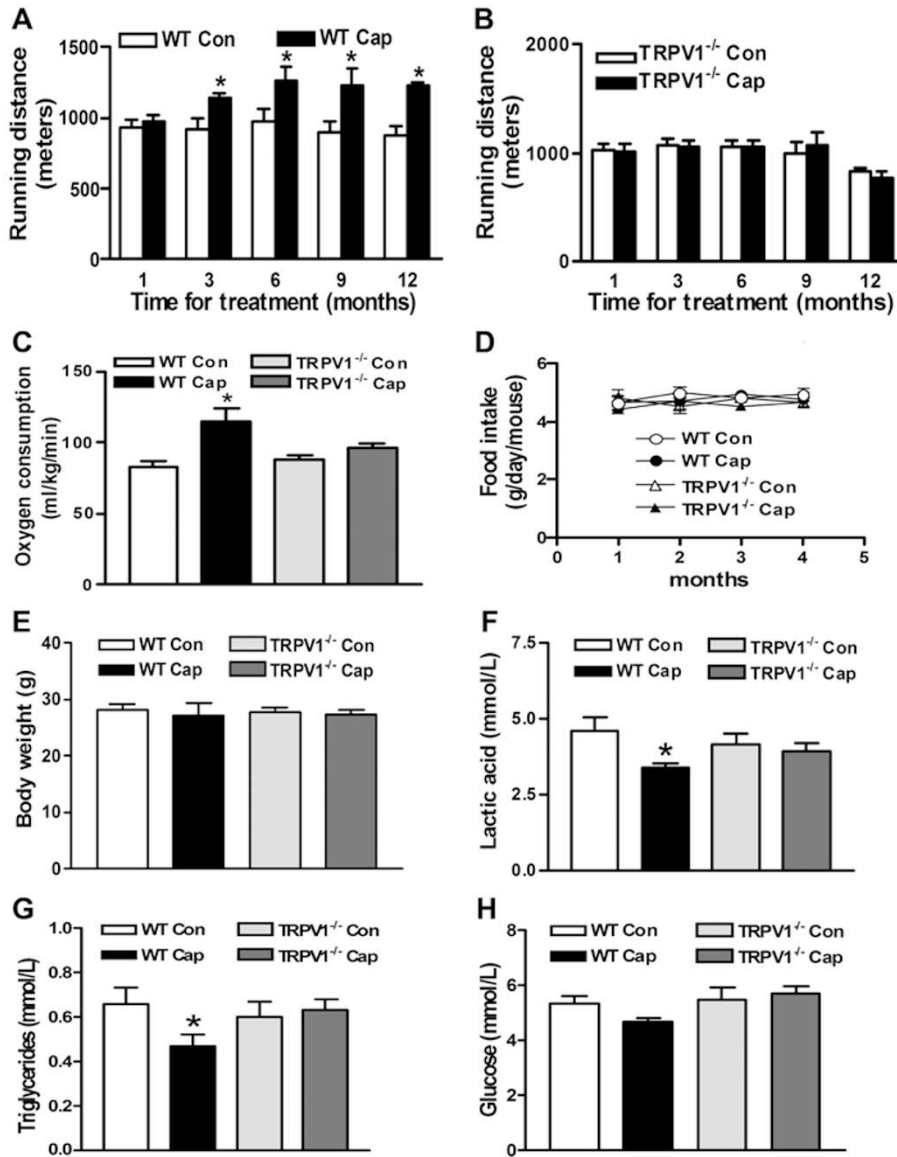 A
WT Con
WT Cap
1500
1000
500
0
*
*
*
*
1
3
6
9
12
Running distance
(meters)
Time for treatment (months)
B
2000
1000
0
TRPV1-/- Con
TRPV1-/- Cap
1
3
6
9
12
Running distance
(meters)
Time for treatment (months)
C
WT Con
WT Cap
TRPV1-/- Con
TRPV1-/- Cap
150
100
50
0
*
Oxygen consumption
(ml/kg/min)
D
6
4
2
0
WT Con
WT Cap
TRPV1-/- Con
TRPV1-/- Cap
0
1
2
3
4
5
Food intake
(g/day/mouse)
months
E
WT Con
WT Cap
TRPV1-/- Con
TRPV1-/- Cap
40
30
20
10
0
Body weight (g)
F
WT Con
WT Cap
TRPV1-/- Con
TRPV1-/- Cap
7.5
5.0
2.5
0.0
*
Lactic acid (mmol/L)
G
WT Con
WT Cap
TRPV1-/- Con
TRPV1-/- Cap
1.0
0.8
0.6
0.4
0.2
0.0
*
Triglycerides (mmol/L)
H
WT Con
WT Cap
TRPV1-/- Con
TRPV1-/- Cap
8
6
4
2
0
Glucose (mmol/L)